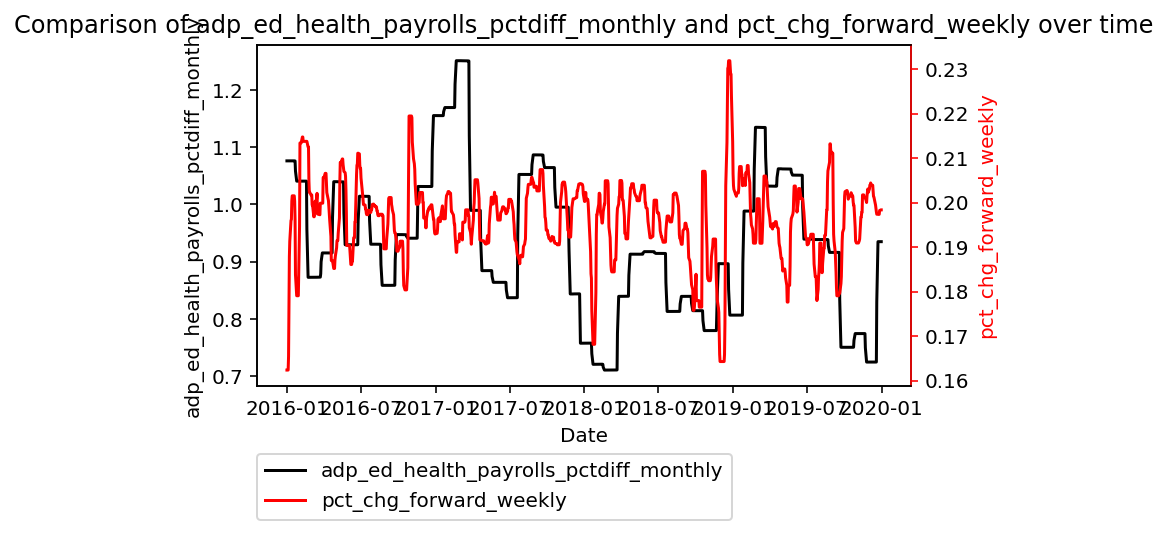 Comparison of adp_ed_health_payrolls_pctdiff_monthly and pct_chg_forward_weekly over time
adp_ed_health_payrolls_pctdiff_monthly
1.2
1.1
1.0
0.9
0.8
0.7
0.23
0.22
0.21
0.20
0.19
0.18
0.17
0.16
pct_chg_forward_weekly
2016-01 2016-07 2017-01 2017-07 2018-01 2018-07 2019-01 2019-07 2020-01
Date
adp_ed_health_payrolls_pctdiff_monthly
pct_chg_forward_weekly